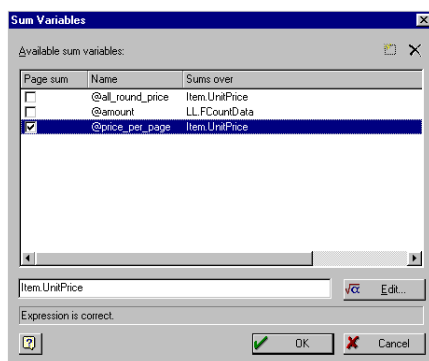 Sum Variables
Available sum variables:
Page sum Name Sums over
@all_round_price Item.UnitPrice
@amount LL.FCountData
@price_per_page Item.UnitPrice
Item.UnitPrice
√α Edit...
Expression is correct.
? OK Cancel